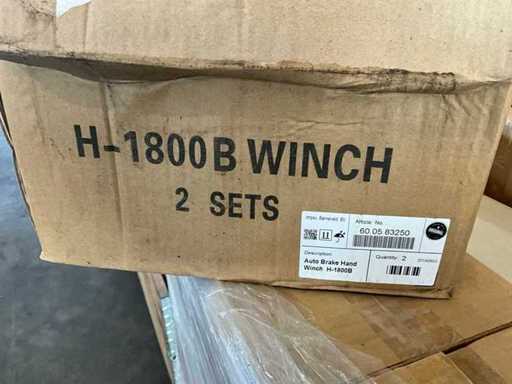 H-1800B WINCH
2 SETS
Article No.
60.05.83250
Description:
Auto Brake Hand
Winch H-1800B
Quantity: 2